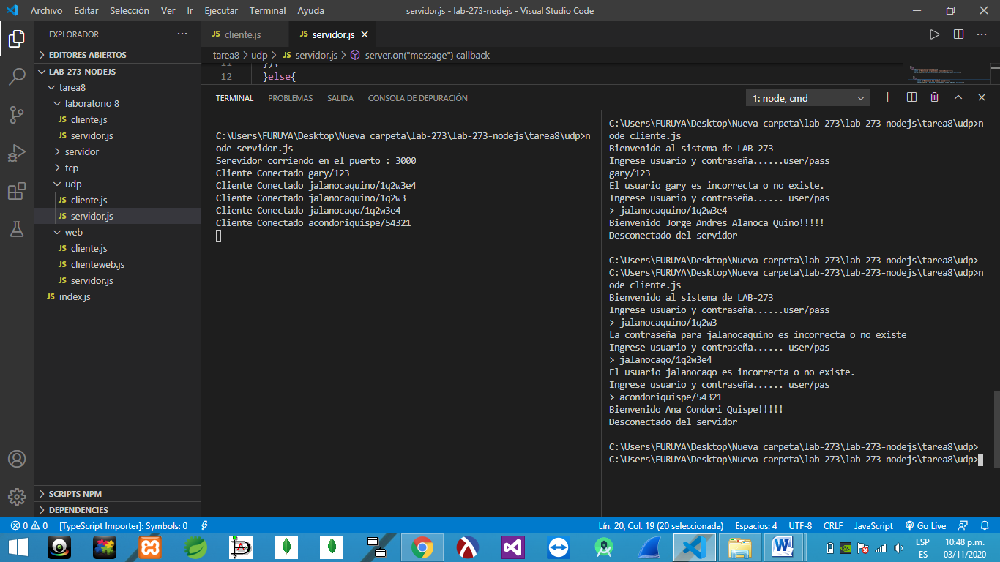 Archivo Editar Selección Ver Ir Ejecutar Terminal Ayuda servidor.js - lab-273-nodejs - Visual Studio Code
EXPLORADOR
EDITORES ABIERTOS
LAB-273-NODEJS
tarea8
laboratorio 8
JS cliente.js
JS servidor.js
servidor
tcp
udp
JS cliente.js
JS servidor.js
web
JS cliente.js
JS clienteweb.js
JS servidor.js
JS index.js
SCRIPTS NPM
DEPENDENCIES
JS cliente.js JS servidor.js
tarea8 > udp > JS servidor.js > server.on("message") callback
11 });
12 }else{
TERMINAL PROBLEMAS SALIDA CONSOLA DE DEPURACIÓN 1: node, cmd
C:\Users\FURUYA\Desktop\Nueva carpeta\lab-273\lab-273-nodejs\tarea8\udp>n
ode servidor.js
Serevidor corriendo en el puerto : 3000
Cliente Conectado gary/123
Cliente Conectado jalanocaquino/1q2w3e4
Cliente Conectado jalanocaquino/1q2w3
Cliente Conectado jalanocaqo/1q2w3e4
Cliente Conectado acondoriquispe/54321
C:\Users\FURUYA\Desktop\Nueva carpeta\lab-273\lab-273-nodejs\tarea8\udp>n
ode cliente.js
Bienvenido al sistema de LAB-273
Ingrese usuario y contraseña......user/pass
gary/123
El usuario gary es incorrecta o no existe.
Ingrese usuario y contraseña...... user/pas
> jalanocaquino/1q2w3e4
Bienvenido Jorge Andres Alanoca Quino!!!!!
Desconectado del servidor
C:\Users\FURUYA\Desktop\Nueva carpeta\lab-273\lab-273-nodejs\tarea8\udp>
C:\Users\FURUYA\Desktop\Nueva carpeta\lab-273\lab-273-nodejs\tarea8\udp>n
ode cliente.js
Bienvenido al sistema de LAB-273
Ingrese usuario y contraseña......user/pass
> jalanocaquino/1q2w3
La contraseña para jalanocaquino es incorrecta o no existe
Ingrese usuario y contraseña...... user/pas
> jalanocaqo/1q2w3e4
El usuario jalanocaqo es incorrecta o no existe.
Ingrese usuario y contraseña...... user/pas
> acondoriquispe/54321
Bienvenido Ana Condori Quispe!!!!!
Desconectado del servidor
C:\Users\FURUYA\Desktop\Nueva carpeta\lab-273\lab-273-nodejs\tarea8\udp>
C:\Users\FURUYA\Desktop\Nueva carpeta\lab-273\lab-273-nodejs\tarea8\udp>
0 0 [TypeScript Importer]: Symbols: 0 Lín. 20, Col. 19 (20 seleccionada) Espacios: 4 UTF-8 CRLF JavaScript Go Live
ESP 10:48 p.m.
ES 03/11/2020